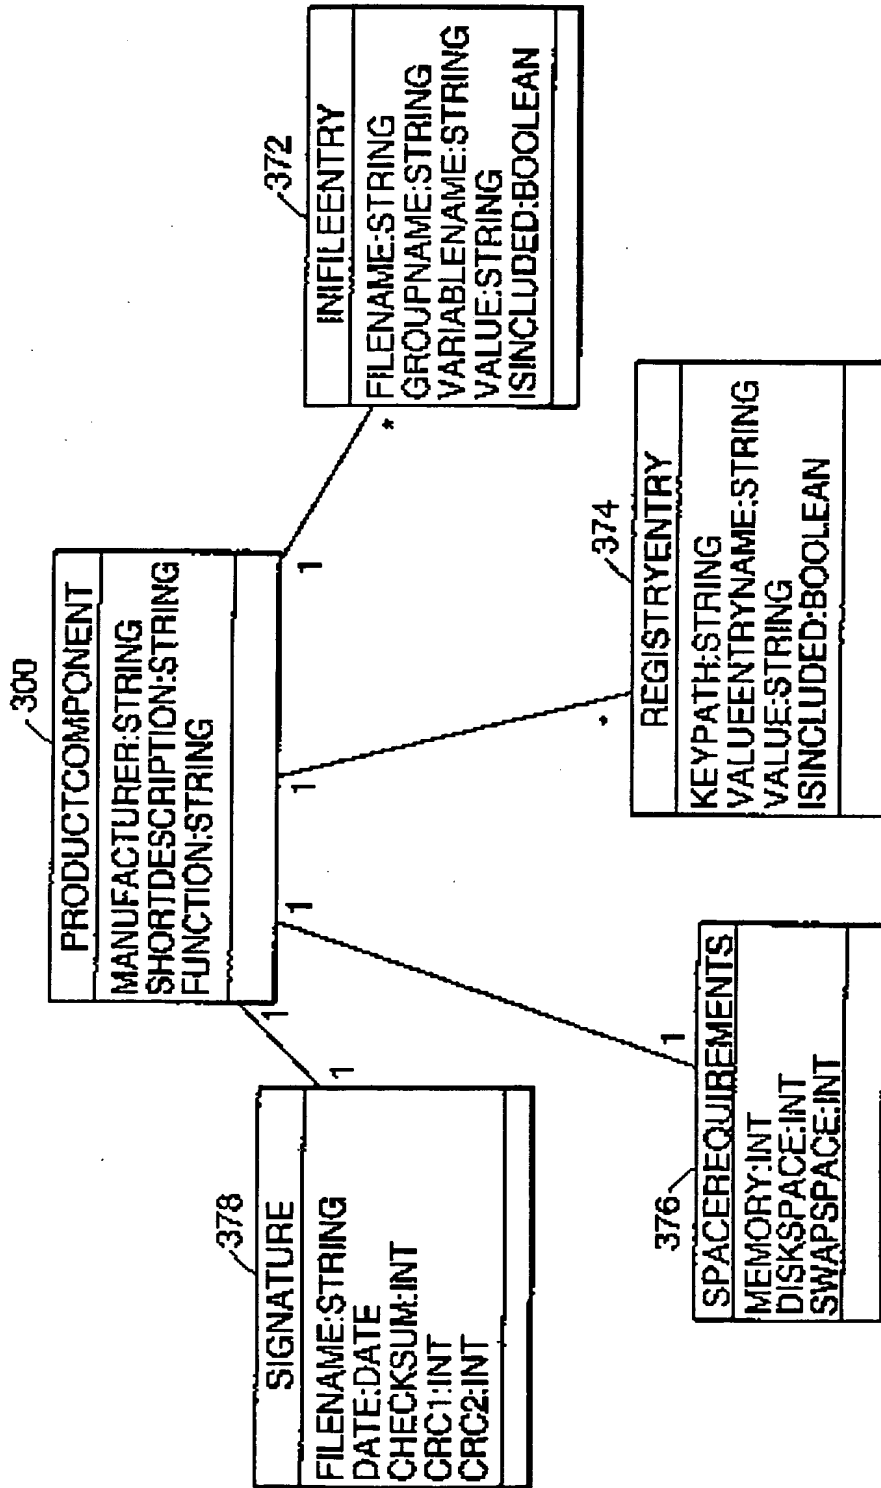 300
PRODUCTCOMPONENT
MANUFACTURER:STRING
SHORTDESCRIPTION:STRING
FUNCTION:STRING
1
1
1
1
378
SIGNATURE
FILENAME:STRING
DATE:DATE
CHECKSUM:INT
CRC1:INT
CRC2:INT
1
376
SPACEREQUIREMENTS
MEMORY:INT
DISKSPACE:INT
SWAPSPACE:INT
1
374
REGISTRYENTRY
KEYPATH:STRING
VALUEENTRYNAME:STRING
VALUE:STRING
ISINCLUDED:BOOLEAN
*
372
INIFILEENTRY
FILENAME:STRING
GROUPNAME:STRING
VARIABLENAME:STRING
VALUE:STRING
ISINCLUDED:BOOLEAN
*